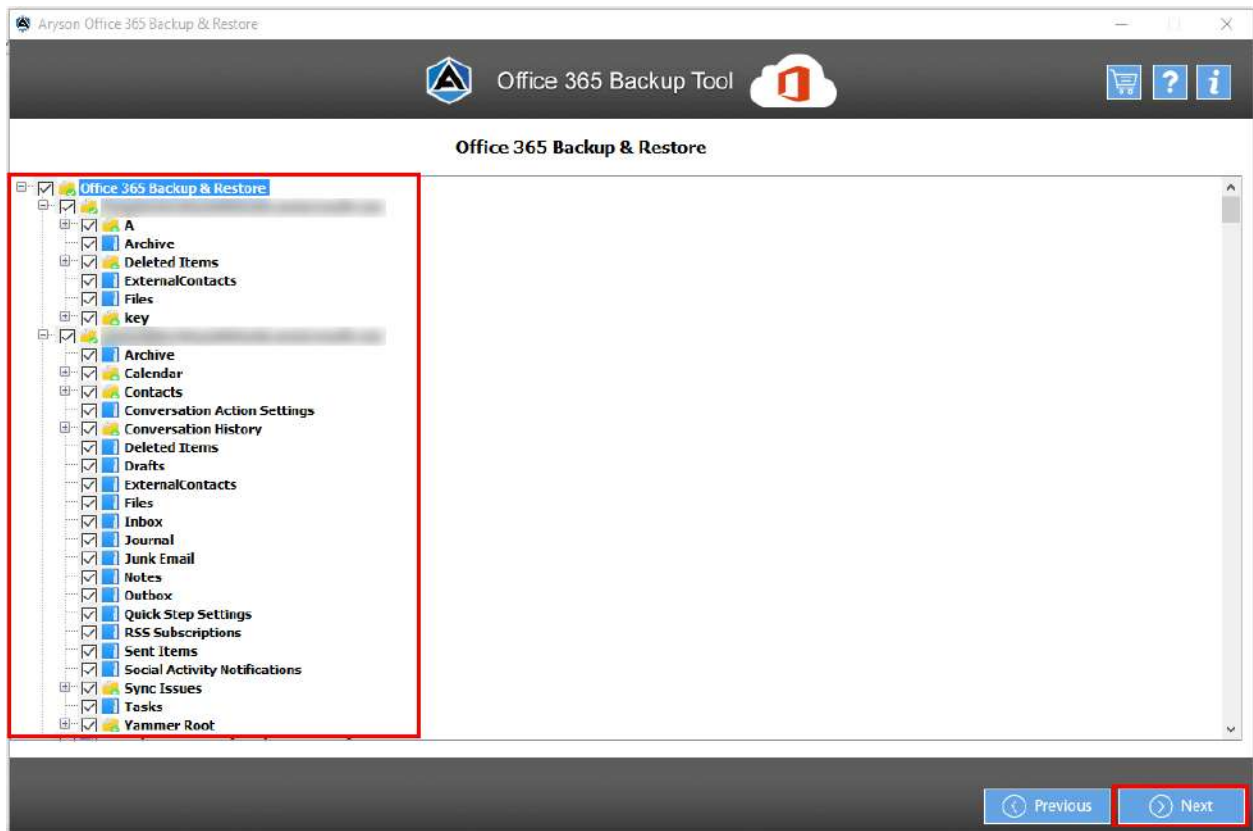 Aryson Office 365 Backup & Restore
Office 365 Backup Tool
Office 365 Backup & Restore
Office 365 Backup & Restore
A
Archive
Deleted Items
ExternalContacts
Files
key
Archive
Calendar
Contacts
Conversation Action Settings
Conversation History
Deleted Items
Drafts
ExternalContacts
Files
Inbox
Journal
Junk Email
Notes
Outbox
Quick Step Settings
RSS Subscriptions
Sent Items
Social Activity Notifications
Sync Issues
Tasks
Yammer Root
Previous Next